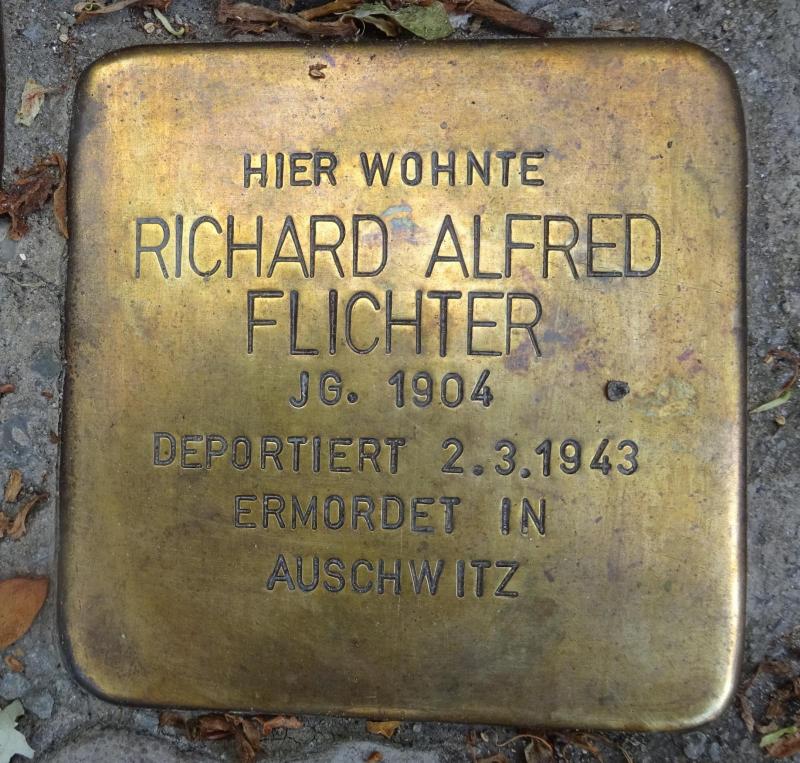 HIER WOHNTE
RICHARD ALFRED
FLICHTER
JG. 1904
DEPORTIERT 2.3.1943
ERMORDET IN
AUSCHWITZ